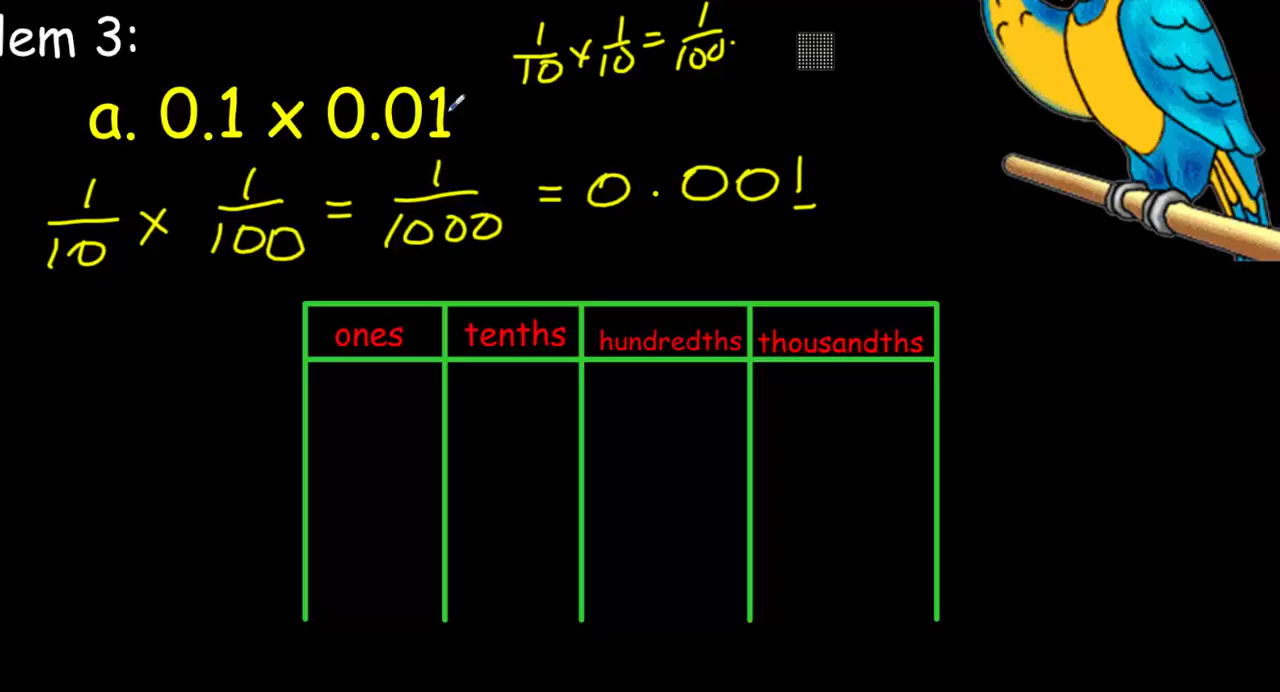 lem 3:
1/10 x 1/10 = 1/100.
a. 0.1 x 0.01
1/10 x 1/100 = 1/1000 = 0.001
ones tenths hundredths thousandths